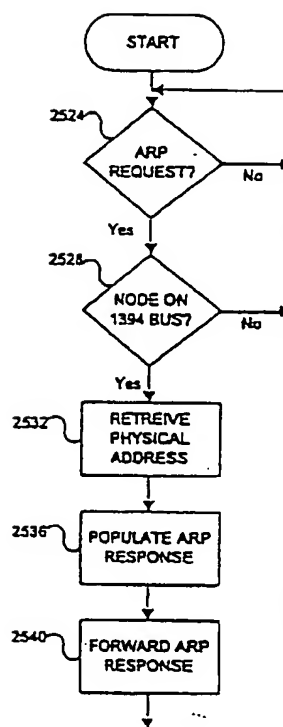 START
2524
ARP
REQUEST?
No
Yes
2528
NODE ON
1394 BUS?
No
Yes
2532
RETREIVE
PHYSICAL
ADDRESS
2536
POPULATE ARP
RESPONSE
2540
FORWARD ARP
RESPONSE
...